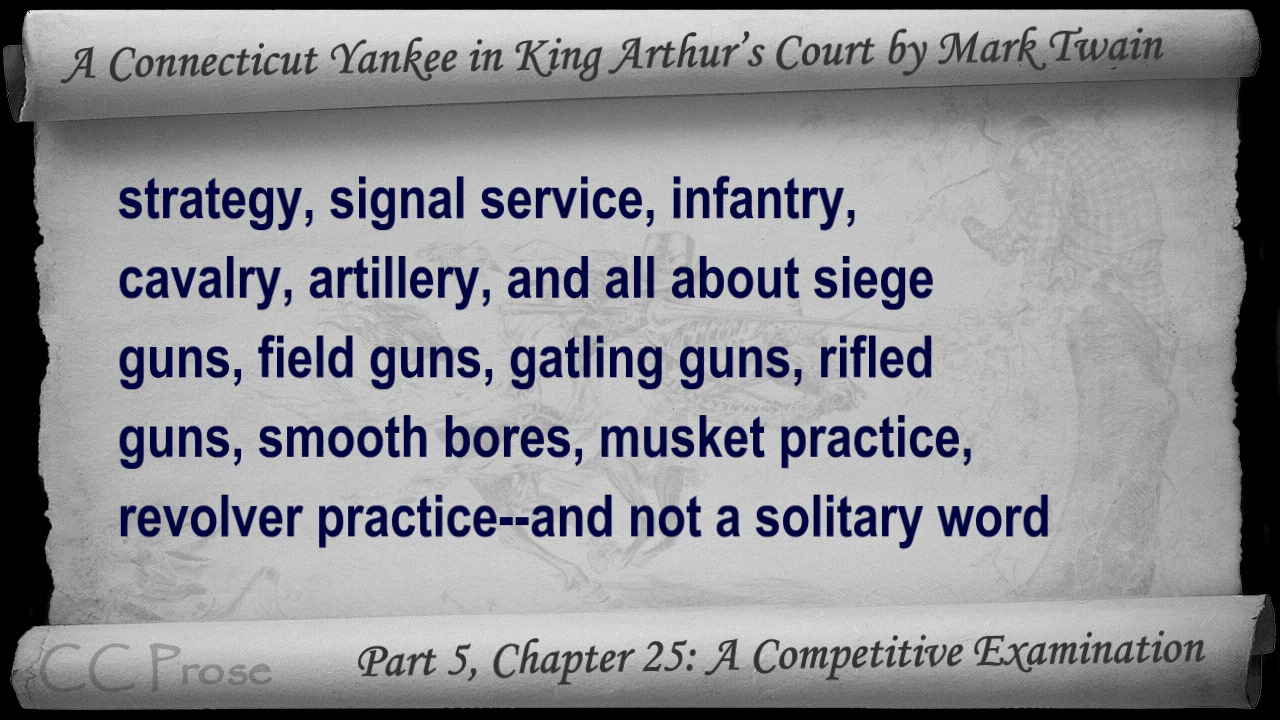 A Connecticut Yankee in King Arthur's Court by Mark Twain
strategy, signal service, infantry,
cavalry, artillery, and all about siege
guns, field guns, gatling guns, rifled
guns, smooth bores, musket practice,
revolver practice--and not a solitary word
CC Prose
Part 5, Chapter 25: A Competitive Examination